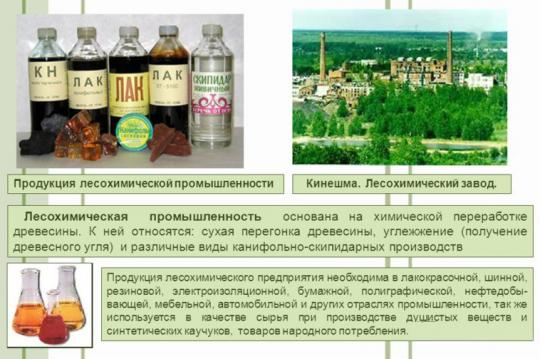 КН
ЛАК
ЛАК
ЛАК
СКИПИДАР
ЖИВИЧНЫЙ
Продукция лесохимической промышленности
Кинешма. Лесохимический завод.
Лесохимическая промышленность основана на химической переработке
древесины. К ней относятся: сухая перегонка древесины, углежжение (получение
древесного угля) и различные виды канифольно-скипидарных производств
Продукция лесохимического предприятия необходима в лакокрасочной, шинной,
резиновой, электроизоляционной, бумажной, полиграфической, нефтедобы-
вающей, мебельной, автомобильной и других отраслях промышленности, так же
используется в качестве сырья при производстве душистых веществ и
синтетических каучуков, товаров народного потребления.